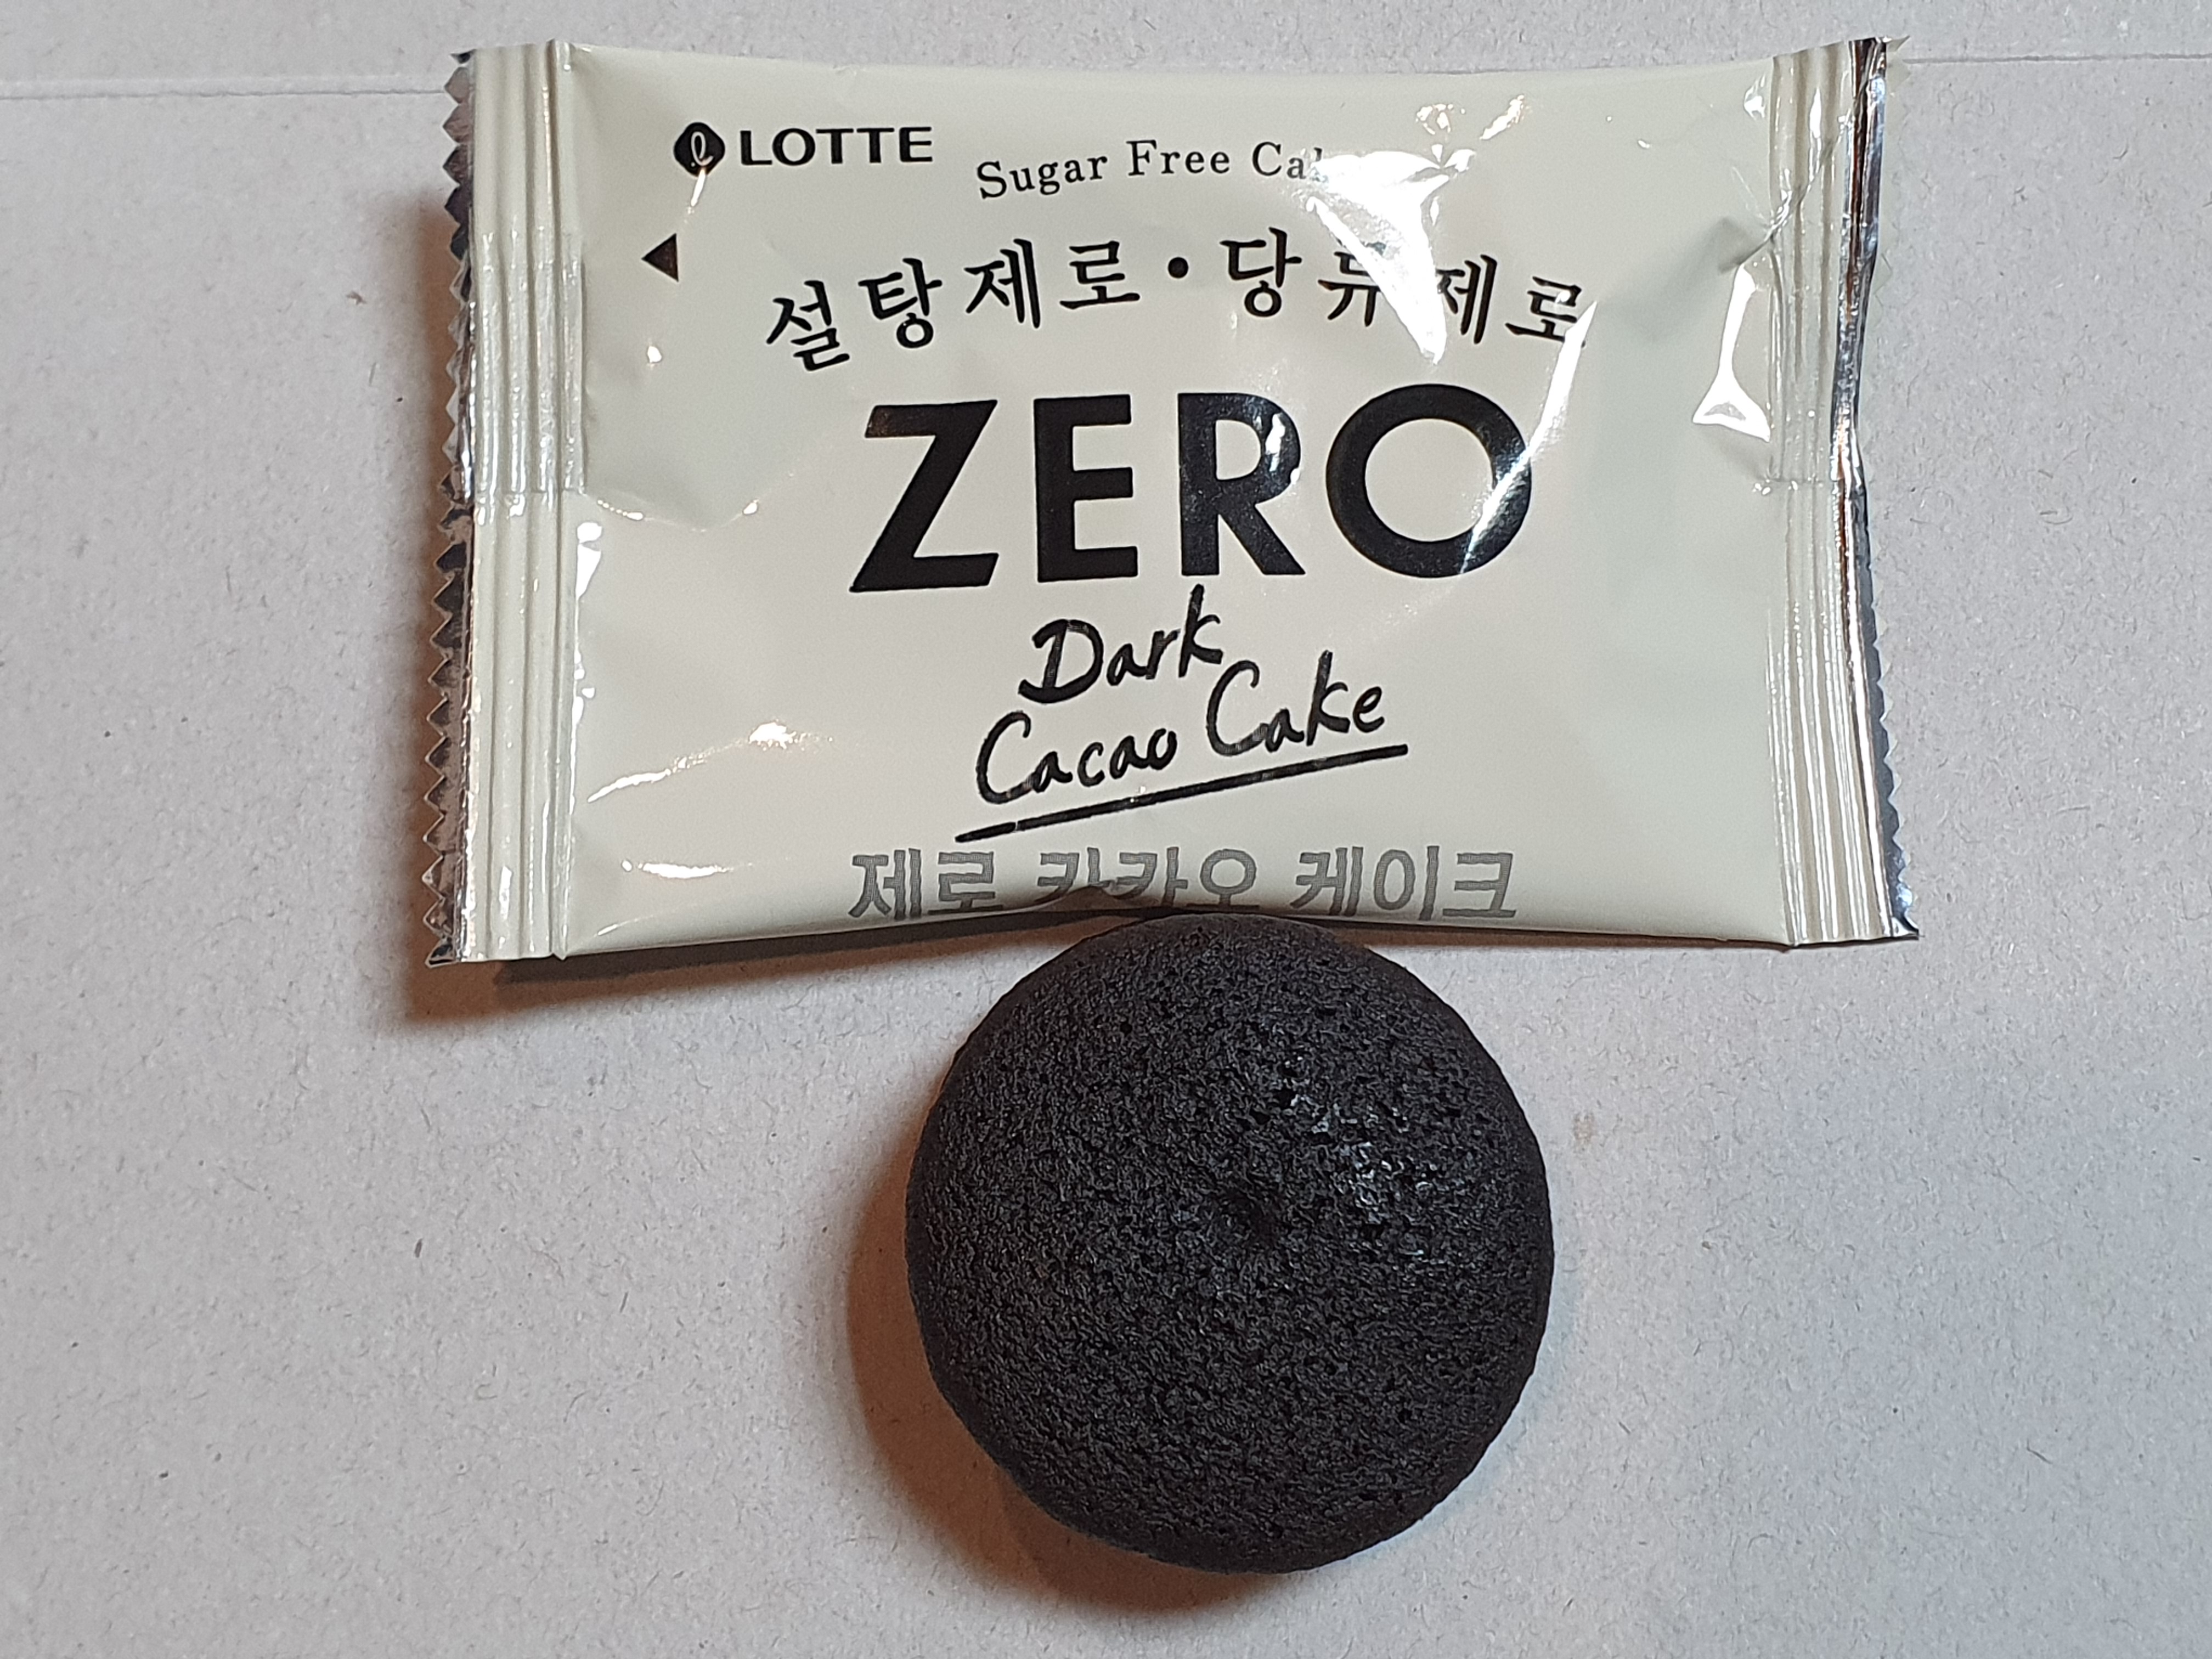 LOTTE
Sugar Free
설탕제로·당류제로
ZERO
Dark
Cacao Cake
제로 카카오 케이크